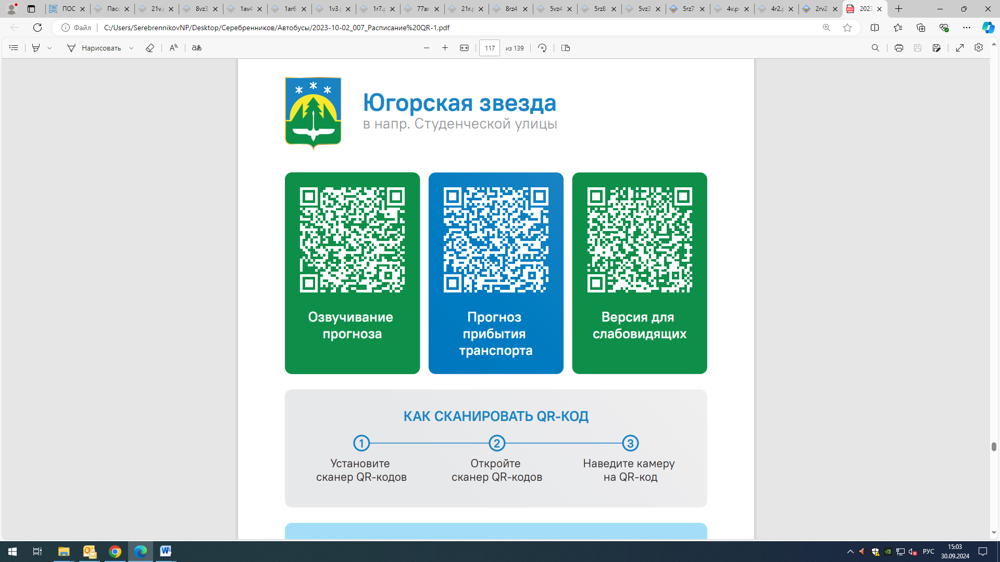 ПОС
Пасс
21v.p
8vz3
1av4
1ar6
1v3.p
1r7.p
77ar
21r.p
8rz4
5vz4
5rz8
5vz3
5rz7
4v.pd
4r2.p
2rv2
2023
Файл
C:/Users/SerebrennikovNP/Desktop/Серебренников/Автобусы/2023-10-02_007_Расписание%20QR-1.pdf
Нарисовать
117 из 139
Югорская звезда
в напр. Студенческой улицы
Озвучивание
прогноза
Прогноз
прибытия
транспорта
Версия для
слабовидящих
КАК СКАНИРОВАТЬ QR-КОД
1
2
3
Установите
сканер QR-кодов
Откройте
сканер QR-кодов
Наведите камеру
на QR-код
РУС
15:03
30.09.2024